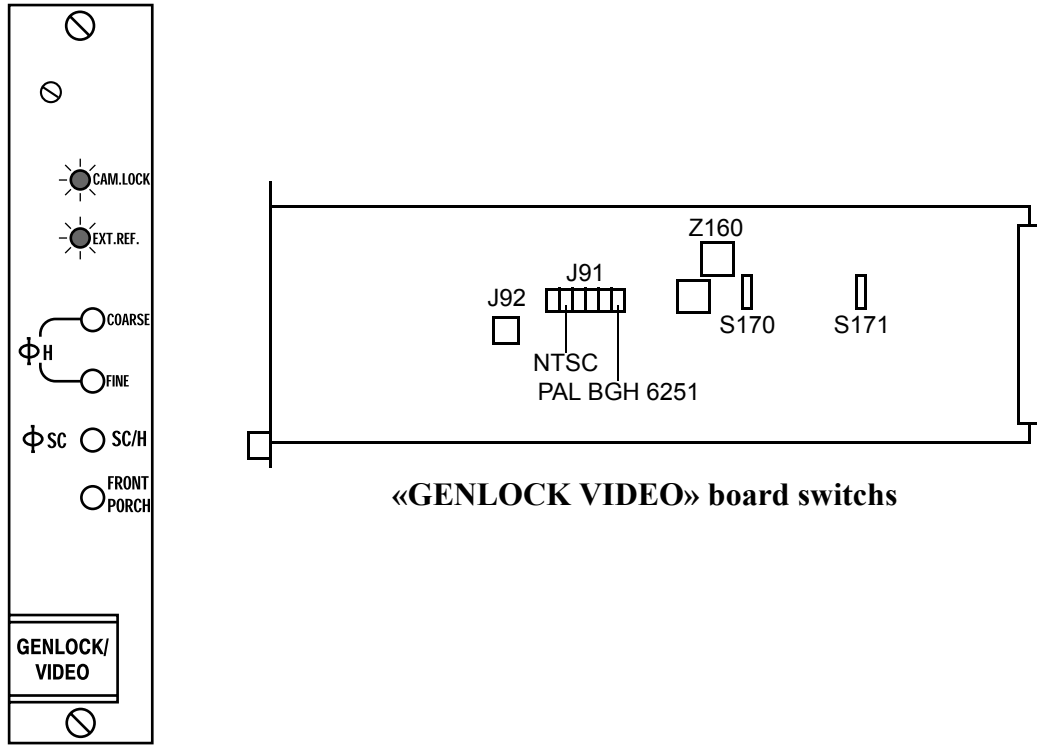 CAM.LOCK
EXT.REF.
COARSE
ΦH
FINE
ΦSC SC/H
FRONT
PORCH
GENLOCK/
VIDEO
Z160
J91
J92
S170
S171
NTSC
PAL BGH 6251
«GENLOCK VIDEO» board switchs